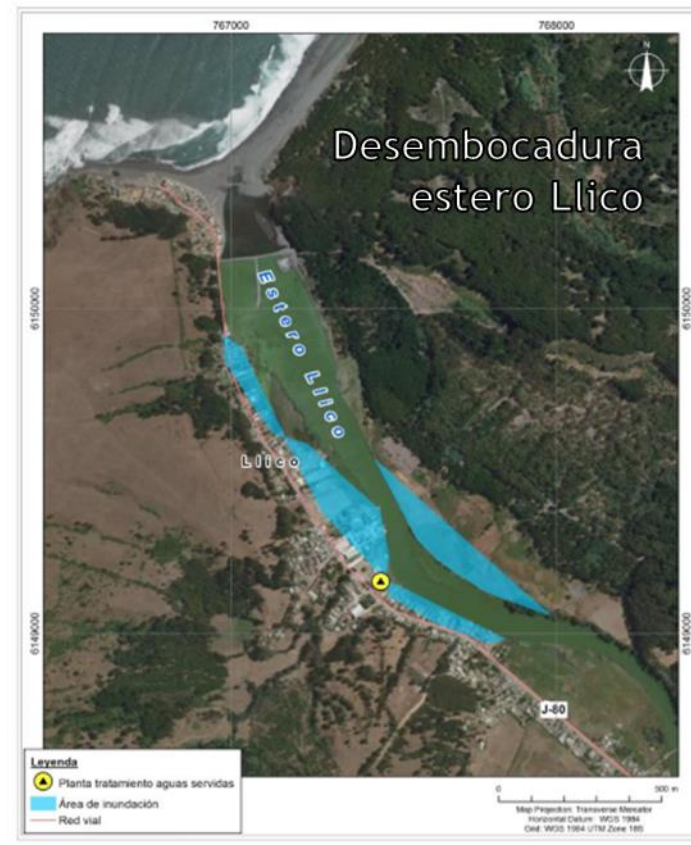 767000
768000
N
Desembocadura
estero Llico
6150000
6150000
Estero Llico
Llico
6149000
6149000
J-80
Leyenda
Planta tratamiento aguas servidas
Área de inundación
Red vial
0
500 m
Map Projection: Transverse Mercator
Horizontal Datum: WGS 1984
Grid: WGS 1984 UTM Zone 18S